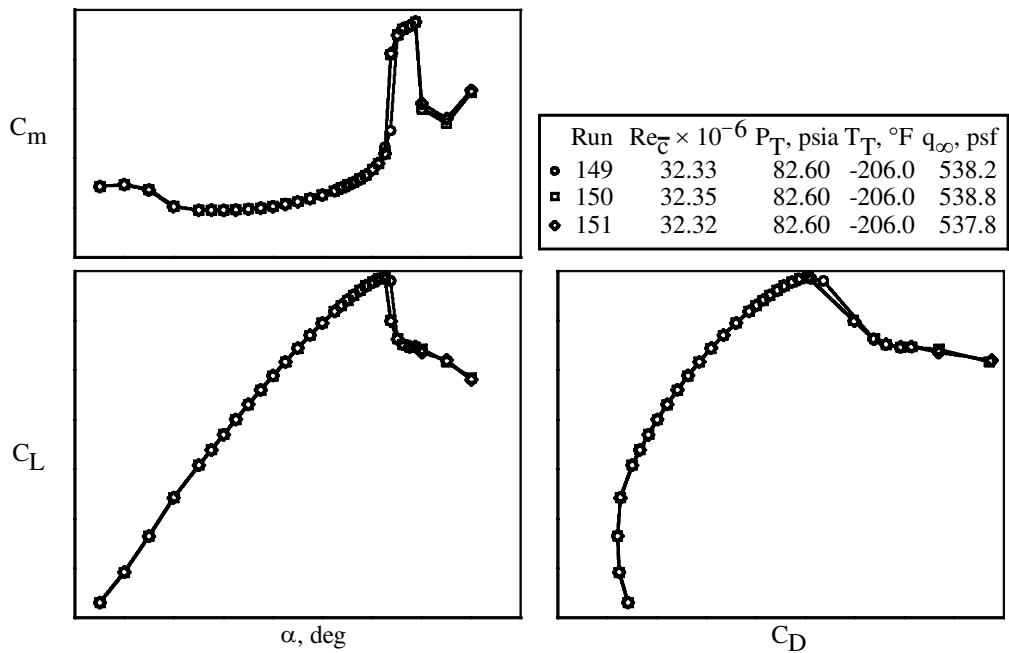 C_m
Run Re_c̅ × 10^-6 P_T, psia T_T, °F q_∞, psf
149 32.33 82.60 -206.0 538.2
150 32.35 82.60 -206.0 538.8
151 32.32 82.60 -206.0 537.8
C_L
α, deg
C_D